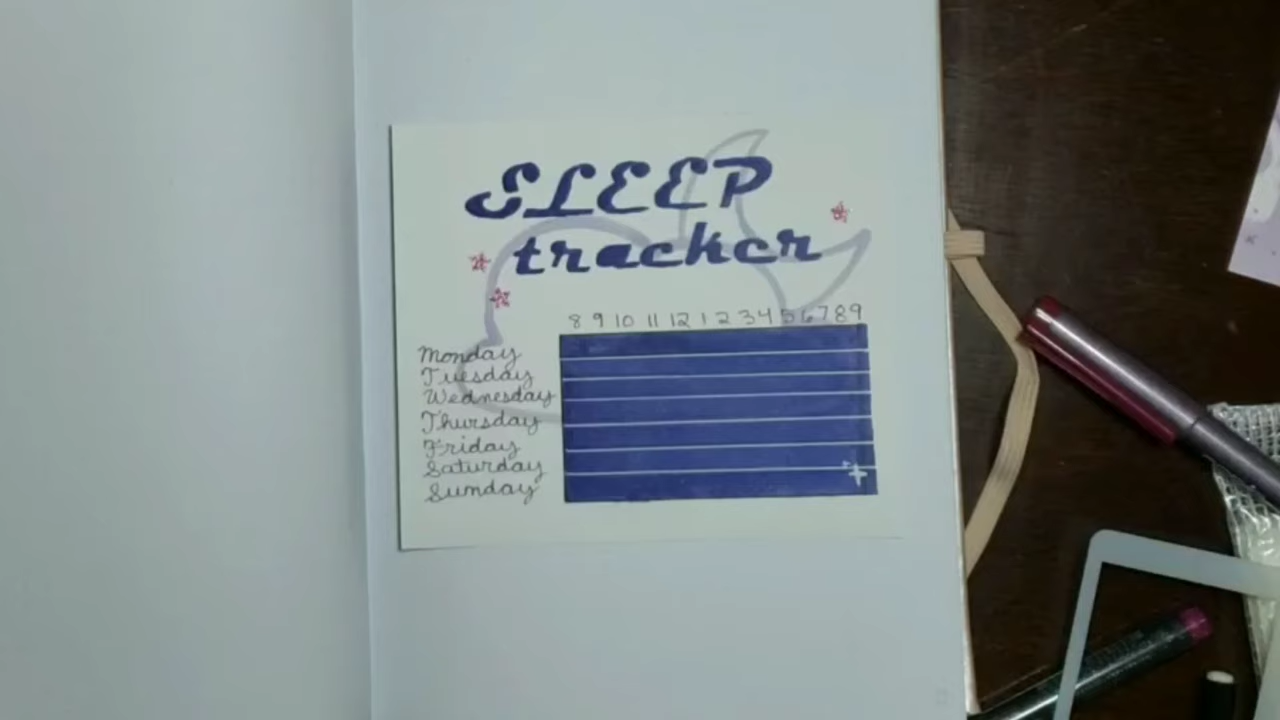 SLEEP
tracker
8 9 10 11 12 1 2 3 4 5 6 7 8 9
Monday
Tuesday
Wednesday
Thursday
Friday
Saturday
Sunday